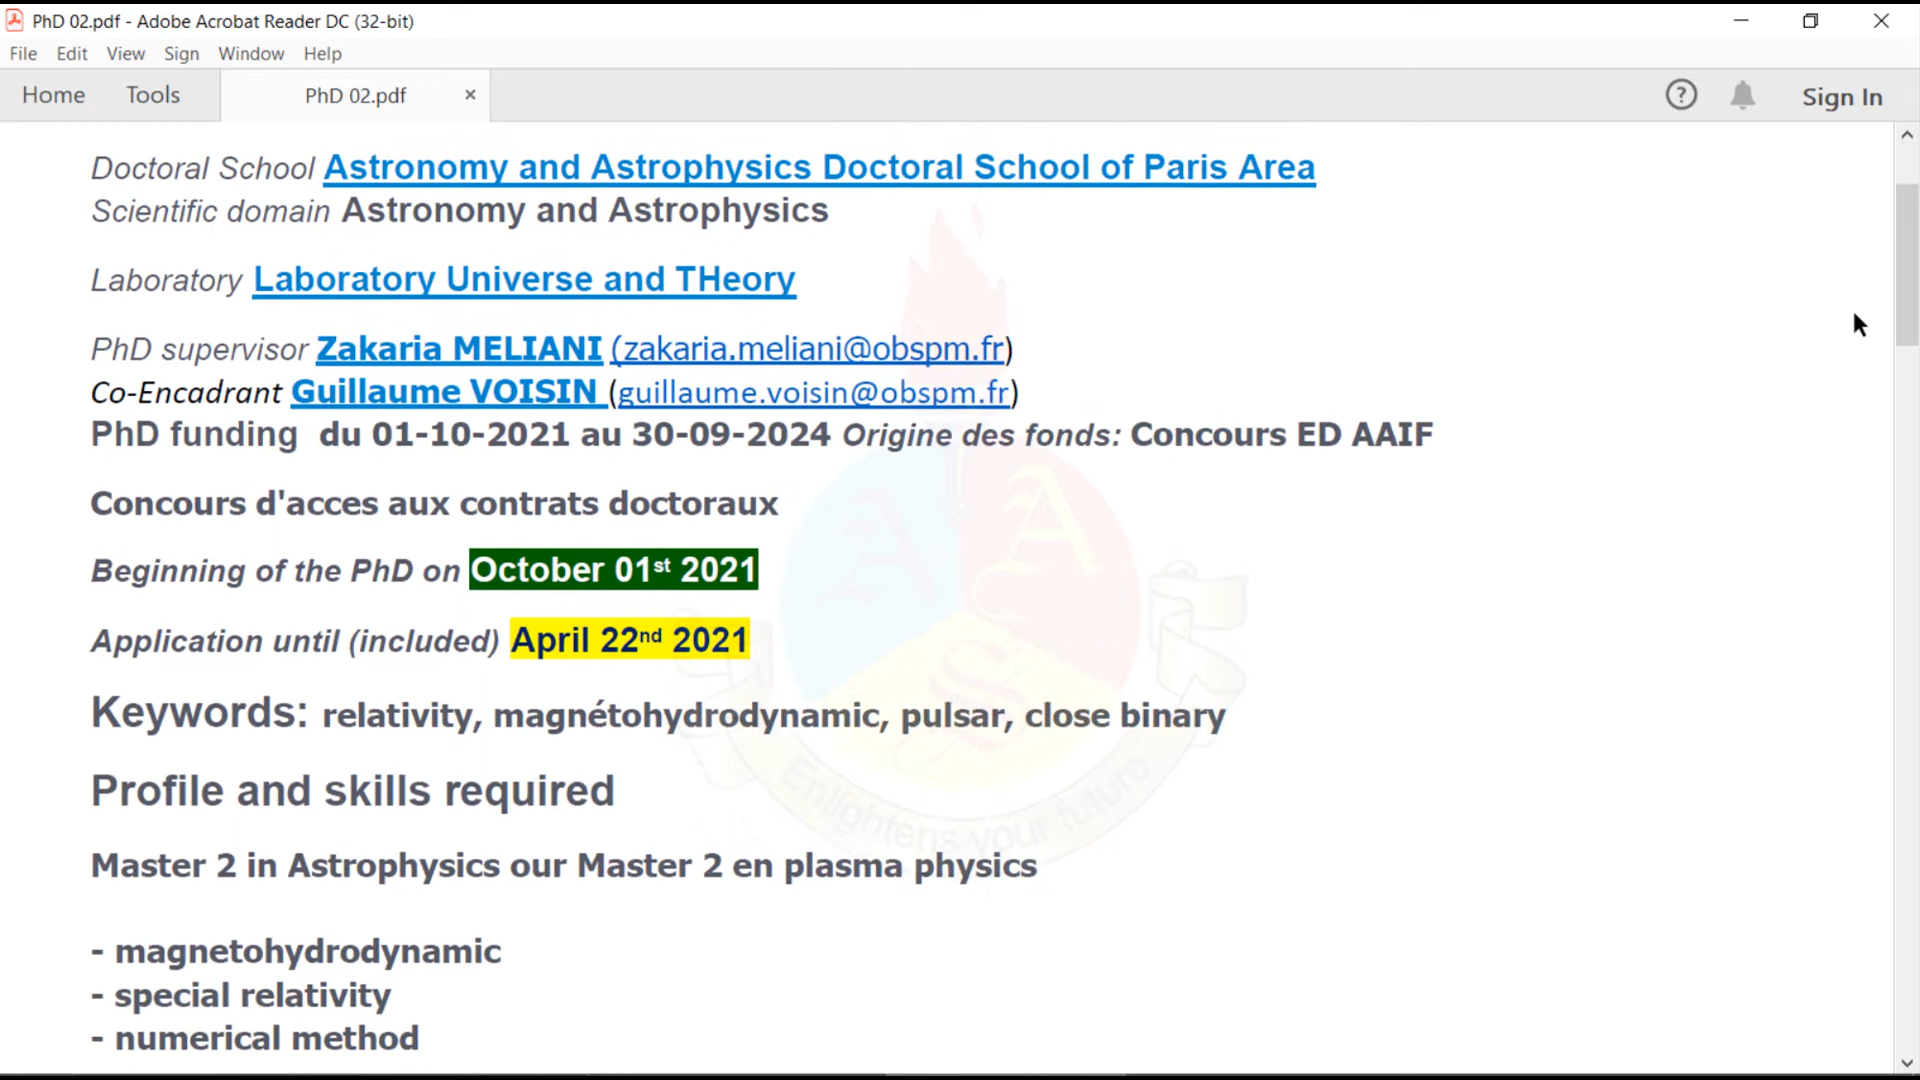 PhD 02.pdf - Adobe Acrobat Reader DC (32-bit)
File Edit View Sign Window Help
Home Tools PhD 02.pdf × ? Sign In
Doctoral School Astronomy and Astrophysics Doctoral School of Paris Area
Scientific domain Astronomy and Astrophysics
Laboratory Laboratory Universe and THeory
PhD supervisor Zakaria MELIANI (zakaria.meliani@obspm.fr)
Co-Encadrant Guillaume VOISIN (guillaume.voisin@obspm.fr)
PhD funding du 01-10-2021 au 30-09-2024 Origine des fonds: Concours ED AAIF
Concours d'acces aux contrats doctoraux
Beginning of the PhD on October 01st 2021
Application until (included) April 22nd 2021
Keywords: relativity, magnétohydrodynamic, pulsar, close binary
Profile and skills required
Master 2 in Astrophysics our Master 2 en plasma physics
- magnetohydrodynamic
- special relativity
- numerical method
A A C S
Enlightens your future